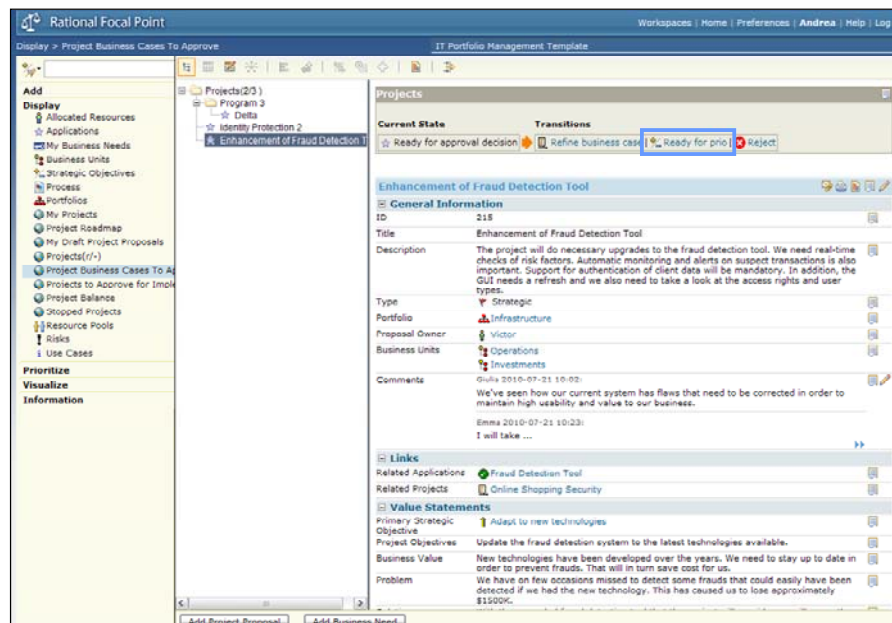 Rational Focal Point
Workspaces | Home | Preferences | Andrea | Help | Log
Display > Project Business Cases To Approve
IT Portfolio Management Template
Add
Display
Allocated Resources
Applications
My Business Needs
Business Units
Strategic Objectives
Process
Portfolios
My Projects
Project Roadmap
My Draft Project Proposals
Projects(r/-)
Project Business Cases To Ap
Projects to Approve for Imple
Project Balance
Stopped Projects
Resource Pools
Risks
Use Cases
Prioritize
Visualize
Information
Projects(2/3 )
Program 3
Delta
Identity Protection 2
Enhancement of Fraud Detection T
Projects
Current State Transitions
Ready for approval decision Refine business case | Ready for prio | Reject
Enhancement of Fraud Detection Tool
General Information
ID 215
Title Enhancement of Fraud Detection Tool
Description The project will do necessary upgrades to the fraud detection tool. We need real-time
checks of risk factors. Automatic monitoring and alerts on suspect transactions is also
important. Support for authentication of client data will be mandatory. In addition, the
GUI needs a refresh and we also need to take a look at the access rights and user
types.
Type Strategic
Portfolio Infrastructure
Proposal Owner Victor
Business Units Operations
Investments
Comments Giulia 2010-07-21 10:02:
We've seen how our current system has flaws that need to be corrected in order to
maintain high usability and value to our business.
Emma 2010-07-21 10:23:
I will take ...
Links
Related Applications Fraud Detection Tool
Related Projects Online Shopping Security
Value Statements
Primary Strategic Objective Adapt to new technologies
Project Objectives Update the fraud detection system to the latest technologies available.
Business Value New technologies have been developed over the years. We need to stay up to date in
order to prevent frauds. That will in turn save cost for us.
Problem We have on few occasions missed to detect some frauds that could easily have been
detected if we had the new technology. This has caused us to lose approximately
$1500K.
Add Project Proposal Add Business Need